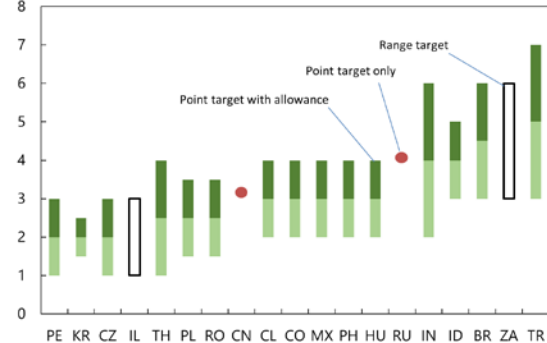 8
7
6
5
4
3
2
1
0
Range target
Point target only
Point target with allowance
PE KR CZ IL TH PL RO CN CL CO MX PH HU RU IN ID BR ZA TR